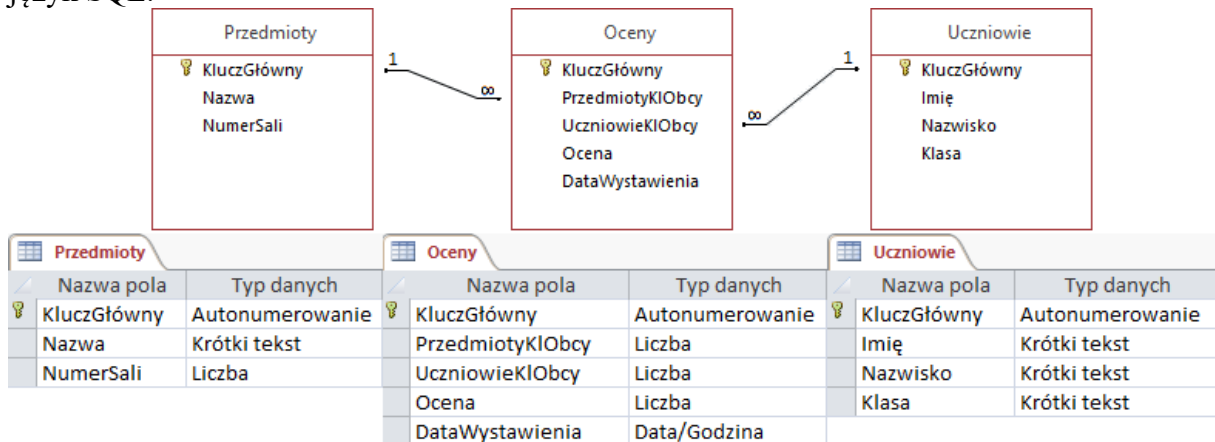 język SQL.
Przedmioty
KluczGłówny
Nazwa
NumerSali
1
∞
Oceny
KluczGłówny
PrzedmiotyKlObcy
UczniowieKlObcy
Ocena
DataWystawienia
∞
1
Uczniowie
KluczGłówny
Imię
Nazwisko
Klasa
Przedmioty
Nazwa pola Typ danych
KluczGłówny Autonumerowanie
Nazwa Krótki tekst
NumerSali Liczba
Oceny
Nazwa pola Typ danych
KluczGłówny Autonumerowanie
PrzedmiotyKlObcy Liczba
UczniowieKlObcy Liczba
Ocena Liczba
DataWystawienia Data/Godzina
Uczniowie
Nazwa pola Typ danych
KluczGłówny Autonumerowanie
Imię Krótki tekst
Nazwisko Krótki tekst
Klasa Krótki tekst